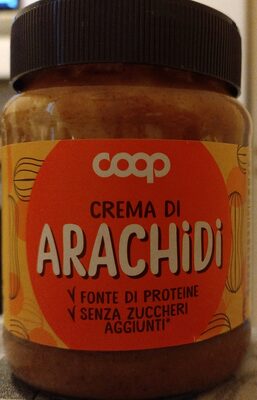 coop
CREMA DI
ARACHiDi
√ FONTE DI PROTEINE
√ SENZA ZUCCHERI
AGGIUNTI*